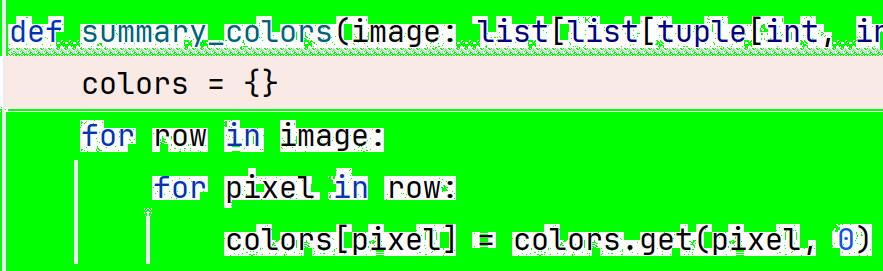 def summary_colors(image: list[list[tuple[int, in
colors = {}
for row in image:
for pixel in row:
colors[pixel] = colors.get(pixel, 0)